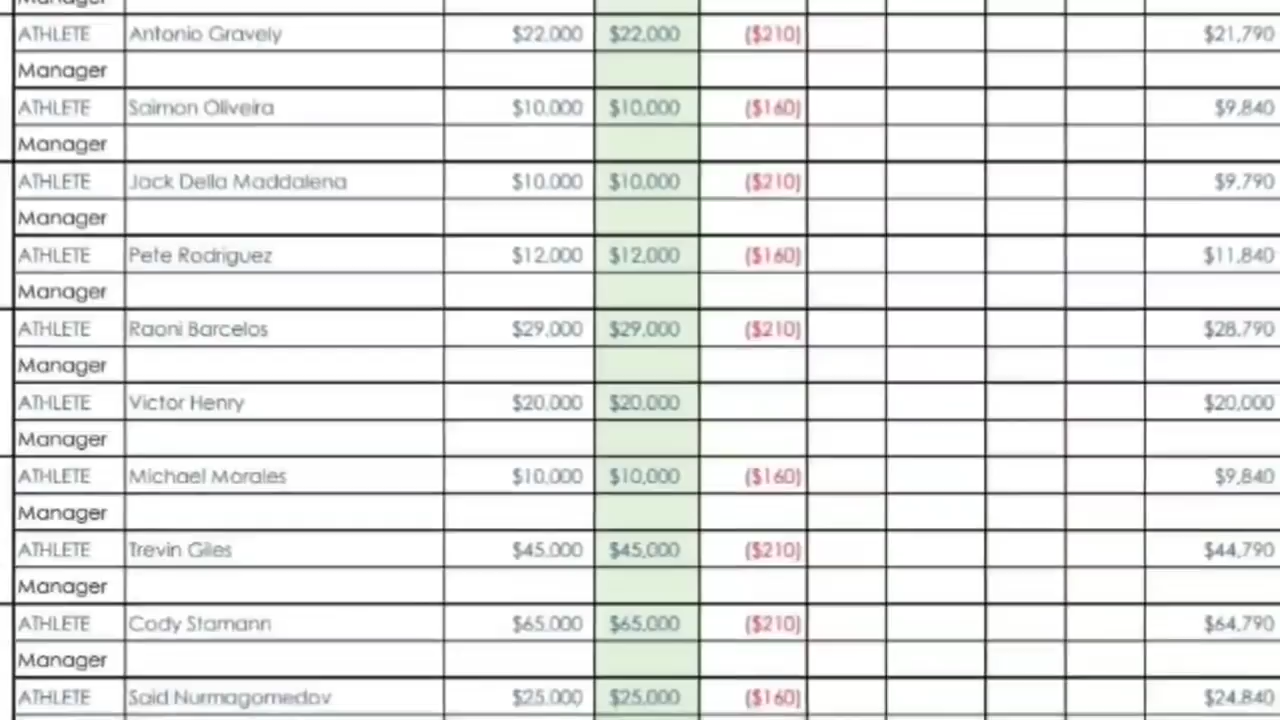 Manager
ATHLETE Antonio Gravely $22,000 $22,000 ($210) $21,790
Manager
ATHLETE Saimon Oliveira $10,000 $10,000 ($160) $9,840
Manager
ATHLETE Jack Della Maddalena $10,000 $10,000 ($210) $9,790
Manager
ATHLETE Pete Rodriguez $12,000 $12,000 ($160) $11,840
Manager
ATHLETE Raoni Barcelos $29,000 $29,000 ($210) $28,790
Manager
ATHLETE Victor Henry $20,000 $20,000 $20,000
Manager
ATHLETE Michael Morales $10,000 $10,000 ($160) $9,840
Manager
ATHLETE Trevin Giles $45,000 $45,000 ($210) $44,790
Manager
ATHLETE Cody Stamann $65,000 $65,000 ($210) $64,790
Manager
ATHLETE Said Nurmagomedov $25,000 $25,000 ($160) $24,840